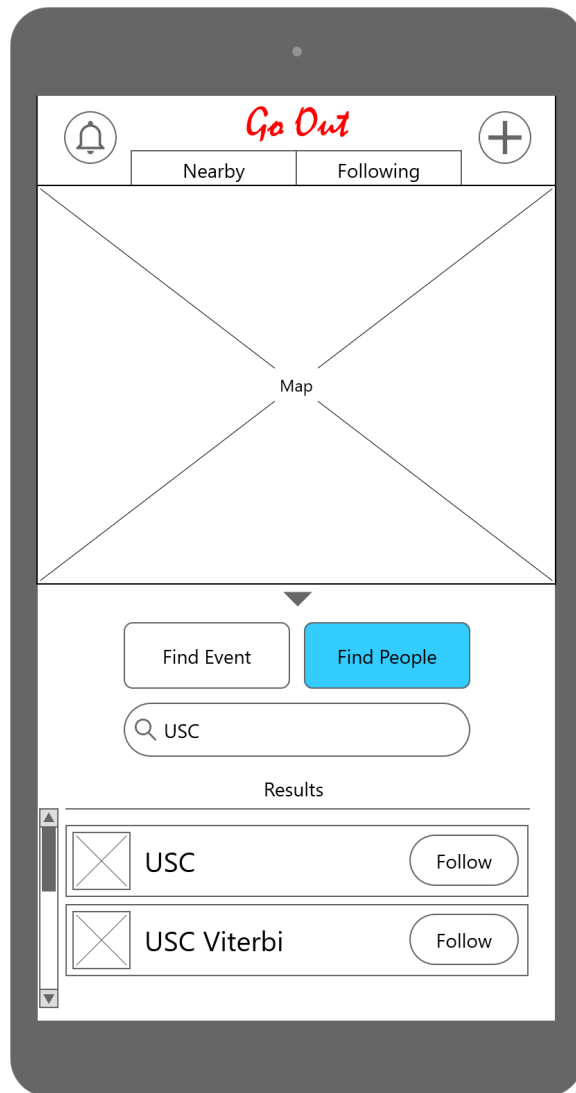 Go Out
Nearby Following
Map
Find Event Find People
USC
Results
USC Follow
USC Viterbi Follow